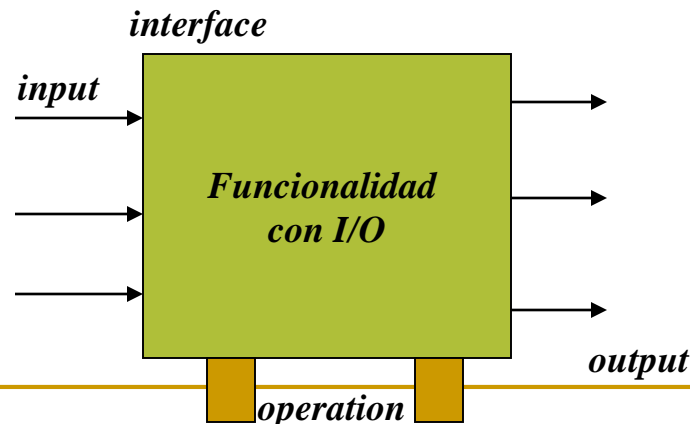 interface
input
Funcionalidad
con I/O
output
operation